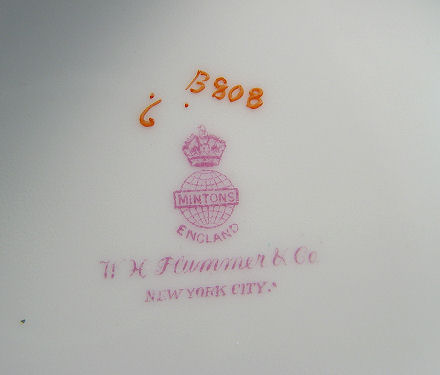 B808
MINTONS
ENGLAND
W H Plummer & Co
NEW YORK CITY.